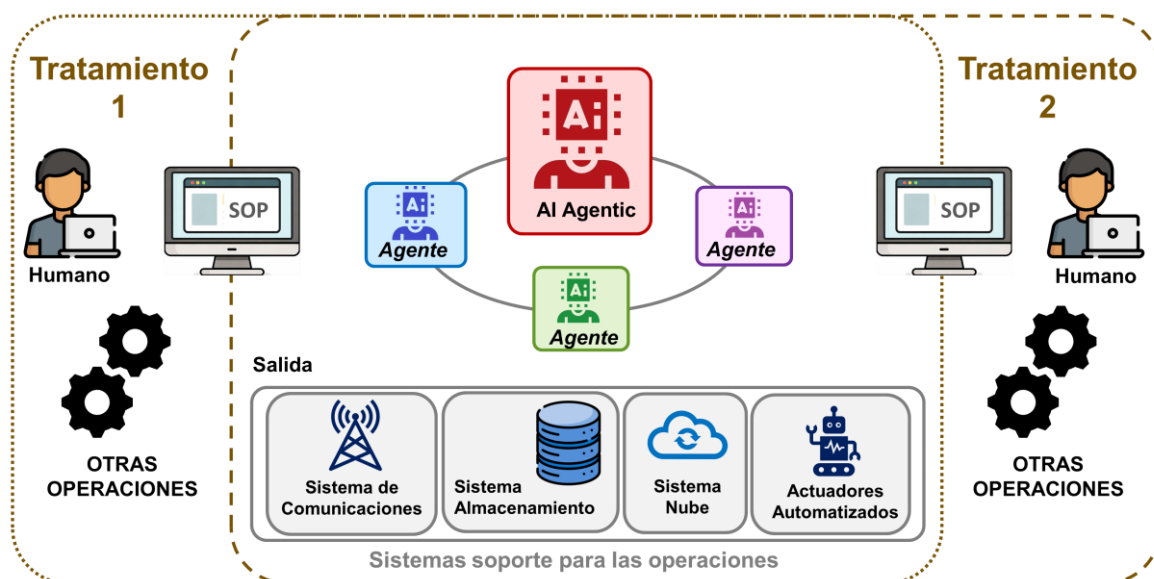 Tratamiento
1
Tratamiento
2
Ai
AI Agentic
Ai
Agente
Ai
Agente
Ai
Agente
SOP
SOP
Humano
Humano
OTRAS
OPERACIONES
OTRAS
OPERACIONES
Salida
Sistema de
Comunicaciones
Sistema
Almacenamiento
Sistema
Nube
Actuadores
Automatizados
Sistemas soporte para las operaciones